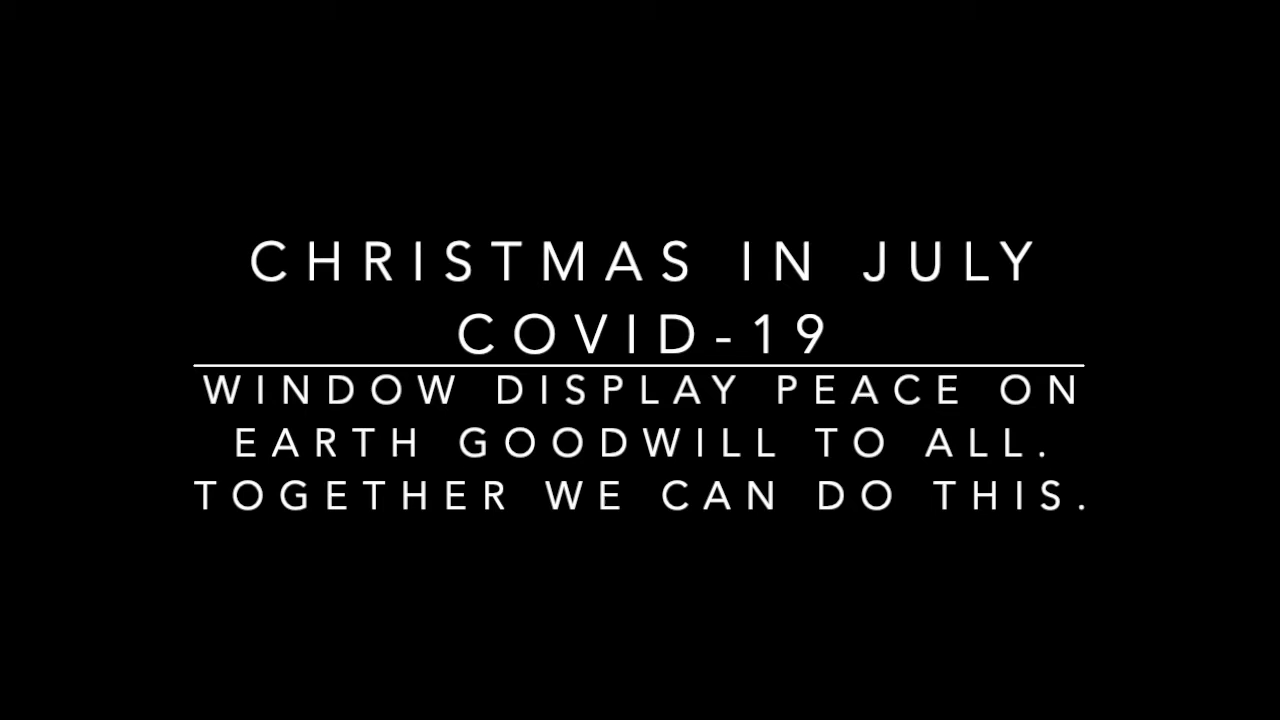 CHRISTMAS IN JULY
COVID-19
WINDOW DISPLAY PEACE ON
EARTH GOODWILL TO ALL.
TOGETHER WE CAN DO THIS.